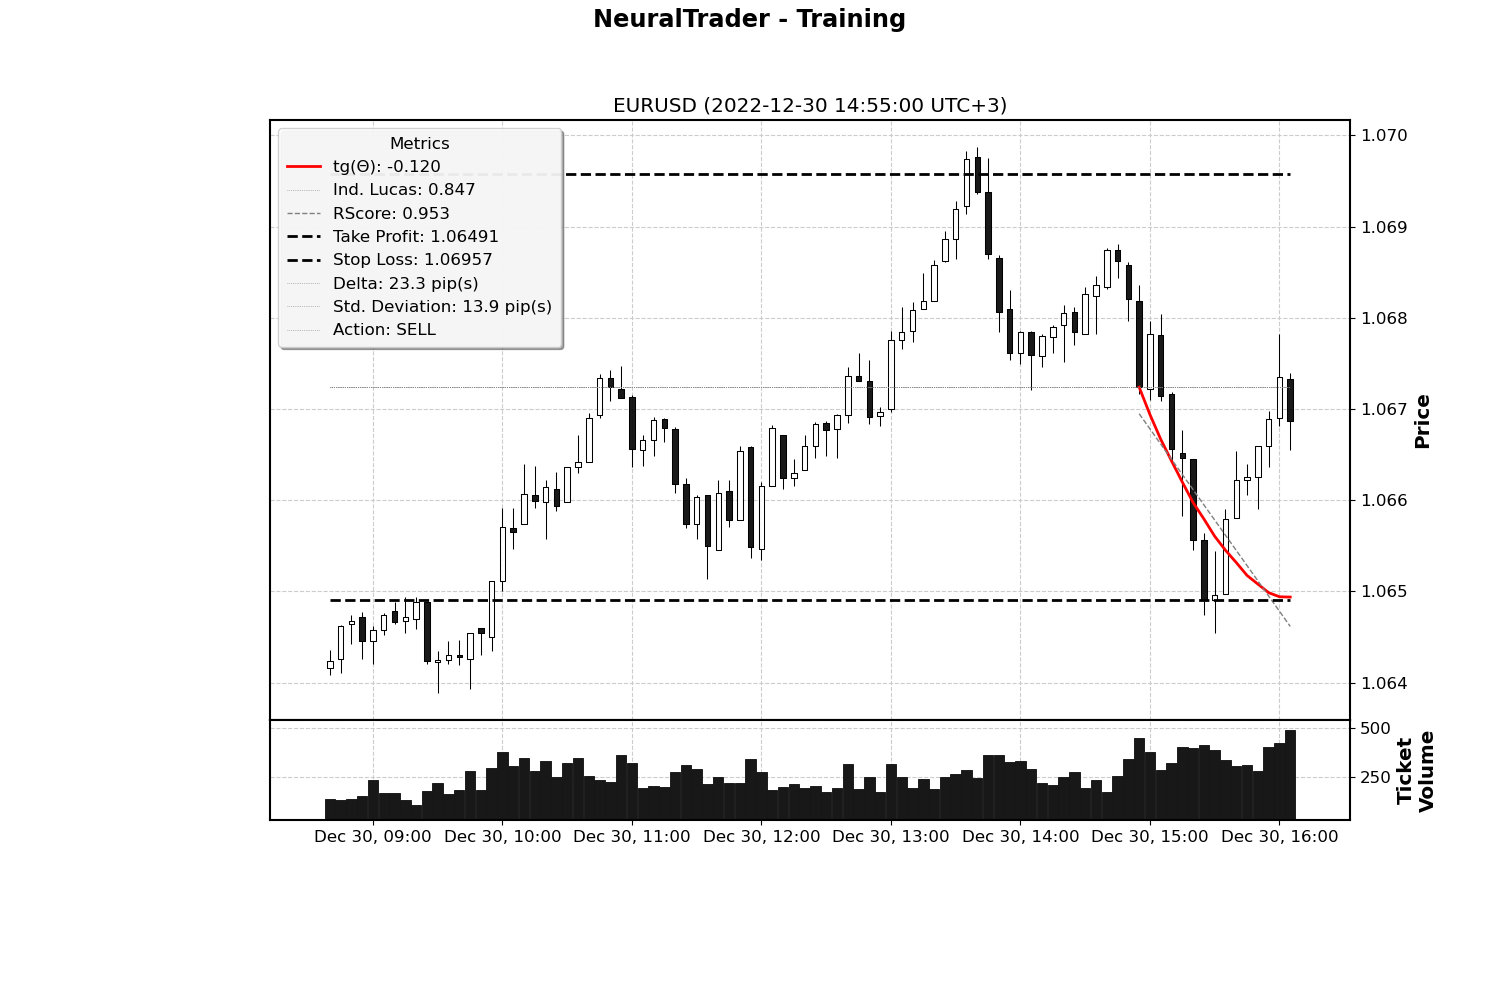 NeuralTrader - Training
EURUSD (2022-12-30 14:55:00 UTC+3)
Metrics
tg(Θ): -0.120
Ind. Lucas: 0.847
RScore: 0.953
Take Profit: 1.06491
Stop Loss: 1.06957
Delta: 23.3 pip(s)
Std. Deviation: 13.9 pip(s)
Action: SELL
1.070
1.069
1.068
1.067
1.066
1.065
1.064
Price
500
250
Ticket
Volume
Dec 30, 09:00
Dec 30, 10:00
Dec 30, 11:00
Dec 30, 12:00
Dec 30, 13:00
Dec 30, 14:00
Dec 30, 15:00
Dec 30, 16:00